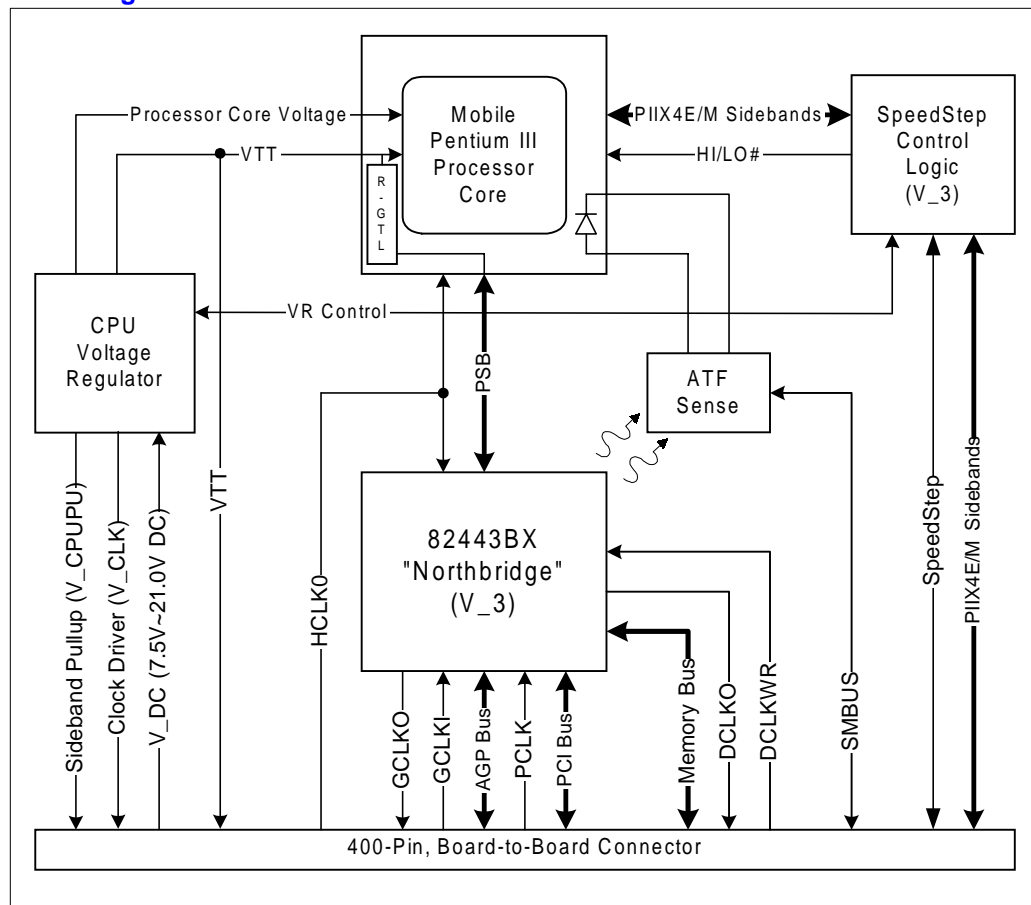 Processor Core Voltage
VTT
Mobile
Pentium III
Processor
Core
R
-
G
T
L
PIIX4E/M Sidebands
HI/LO#
SpeedStep
Control
Logic
(V_3)
CPU
Voltage
Regulator
VR Control
PSB
ATF
Sense
82443BX
"Northbridge"
(V_3)
Sideband Pullup (V_CPUPU)
Clock Driver (V_CLK)
V_DC (7.5V~21.0V DC)
VTT
HCLK0
GCLKO
GCLKI
AGP Bus
PCLK
PCI Bus
Memory Bus
DCLKO
DCLKWR
SMBUS
SpeedStep
PIIX4E/M Sidebands
400-Pin, Board-to-Board Connector